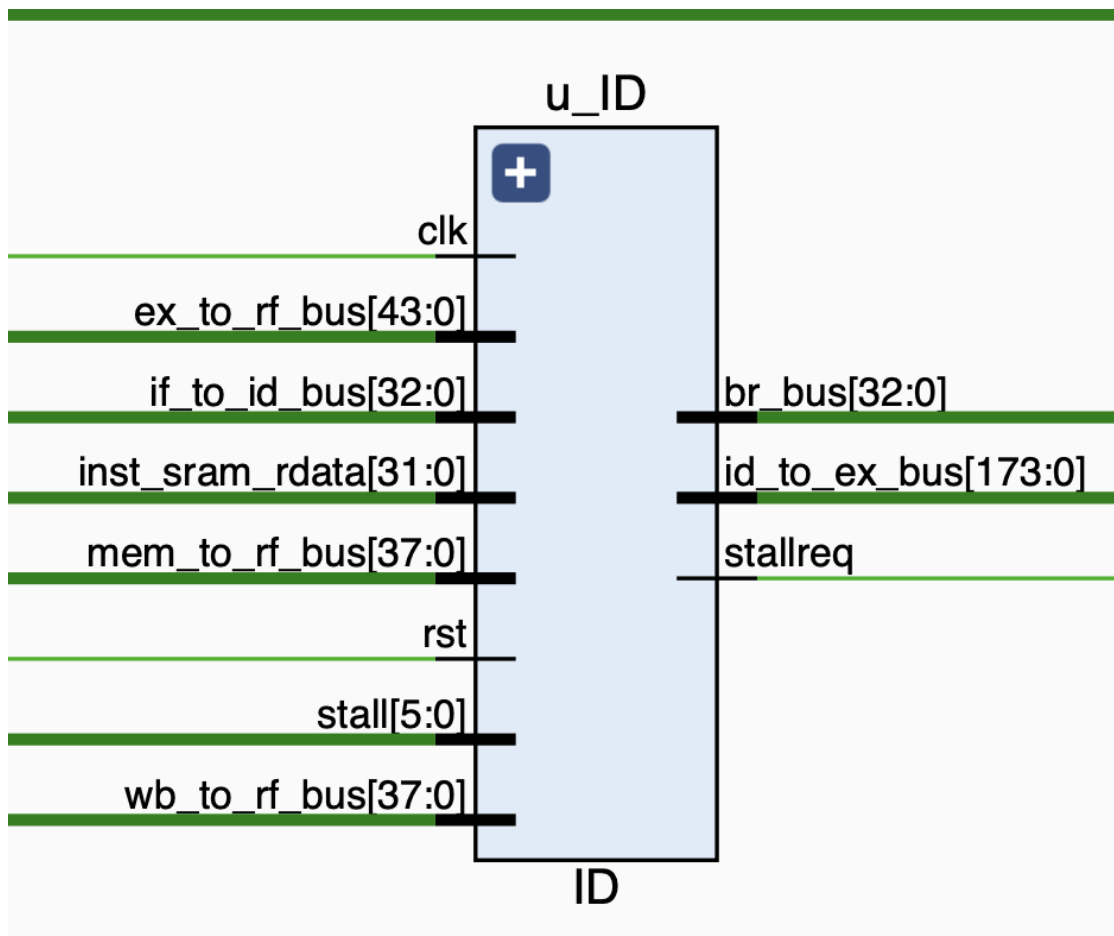 u_ID
clk
ex_to_rf_bus[43:0]
if_to_id_bus[32:0]
br_bus[32:0]
inst_sram_rdata[31:0]
id_to_ex_bus[173:0]
mem_to_rf_bus[37:0]
stallreq
rst
stall[5:0]
wb_to_rf_bus[37:0]
ID